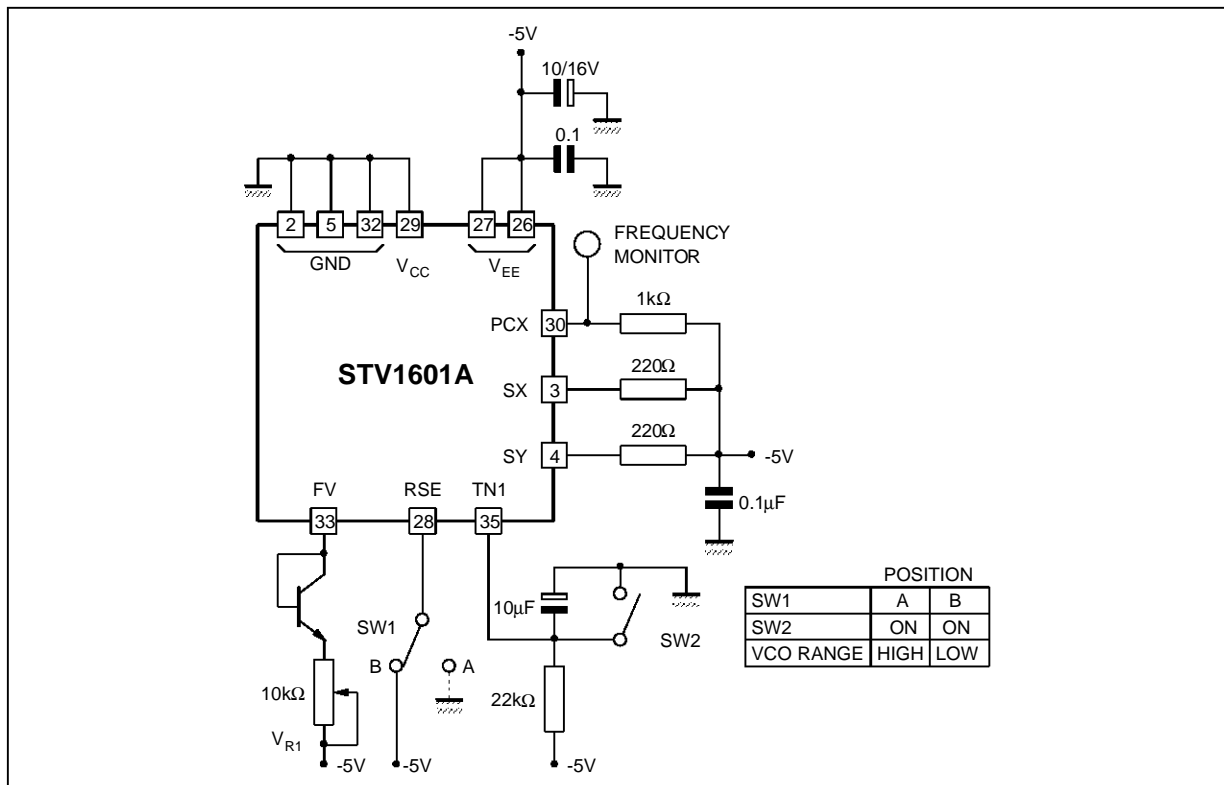 -5V
10/16V
0.1
2 5 32 29 27 26
GND VCC VEE
FREQUENCY
MONITOR
1kΩ
PCX 30
STV1601A
220Ω
SX 3
220Ω
SY 4
-5V
0.1μF
FV RSE TN1
33 28 35
10μF
SW1
SW2
B A
10kΩ
22kΩ
VR1
-5V -5V -5V
POSITION
SW1 A B
SW2 ON ON
VCO RANGE HIGH LOW